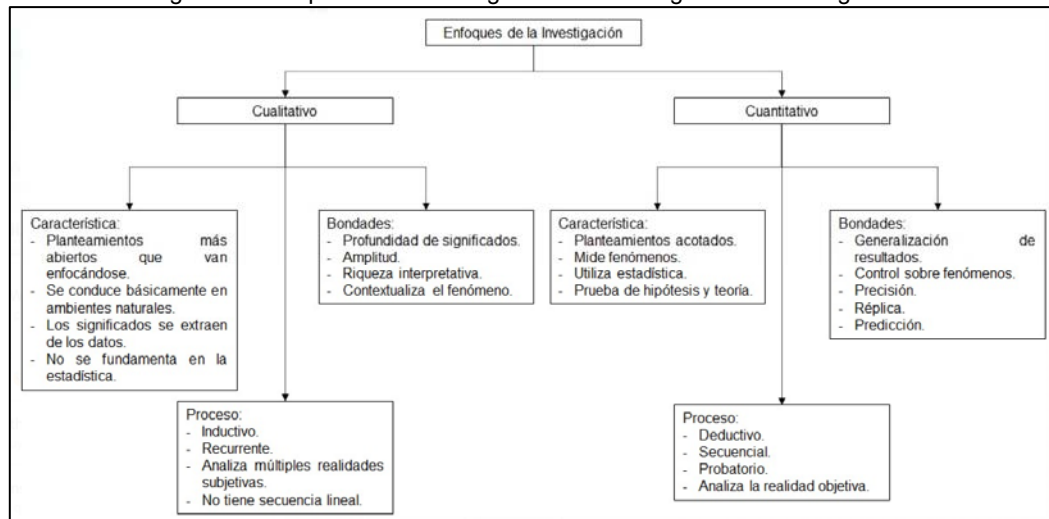 Enfoques de la Investigación
Cualitativo
Cuantitativo
Característica:
- Planteamientos más
abiertos que van
enfocándose.
- Se conduce básicamente en
ambientes naturales.
- Los significados se extraen
de los datos.
- No se fundamenta en la
estadística.
Bondades:
- Profundidad de significados.
- Amplitud.
- Riqueza interpretativa.
- Contextualiza el fenómeno.
Característica:
- Planteamientos acotados.
- Mide fenómenos.
- Utiliza estadística.
- Prueba de hipótesis y teoría.
Bondades:
- Generalización de
resultados.
- Control sobre fenómenos.
- Precisión.
- Réplica.
- Predicción.
Proceso:
- Inductivo.
- Recurrente.
- Analiza múltiples realidades
subjetivas.
- No tiene secuencia lineal.
Proceso:
- Deductivo.
- Secuencial.
- Probatorio.
- Analiza la realidad objetiva.